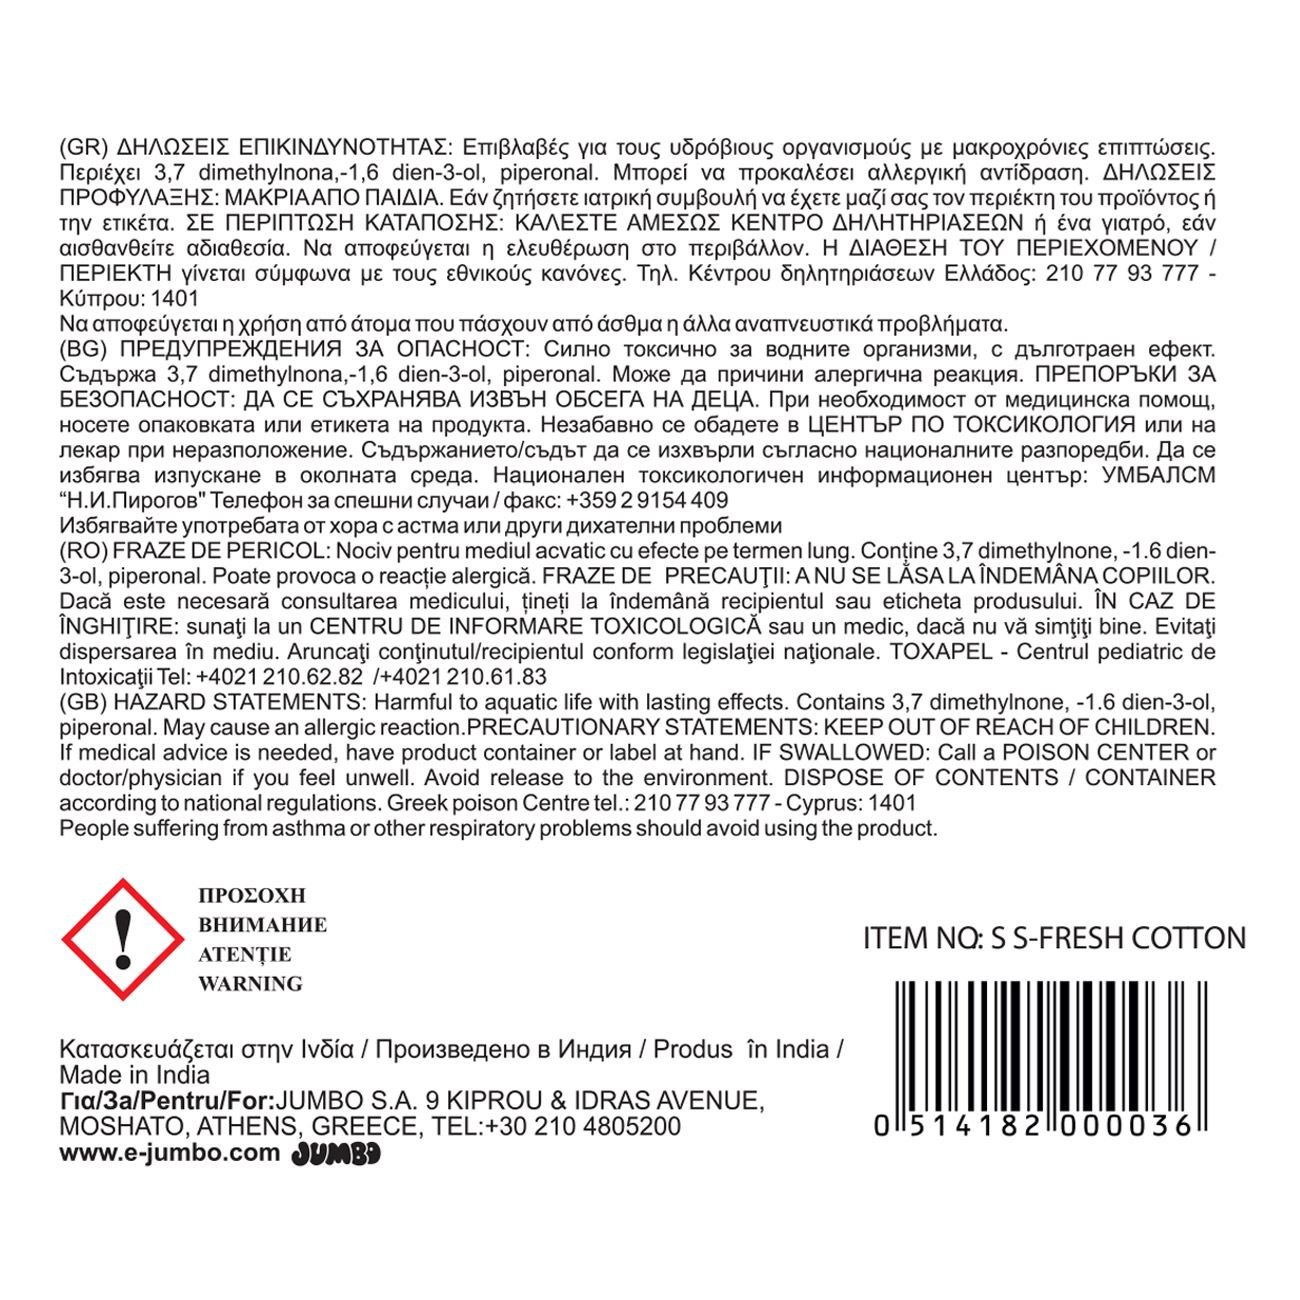 (GR) ΔΗΛΩΣΕΙΣ ΕΠΙΚΙΝΔΥΝΟΤΗΤΑΣ: Επιβλαβές για τους υδρόβιους οργανισμούς με μακροχρόνιες επιπτώσεις.
Περιέχει 3,7 dimethylnona,-1,6 dien-3-ol, piperonal. Μπορεί να προκαλέσει αλλεργική αντίδραση. ΔΗΛΩΣΕΙΣ
ΠΡΟΦΥΛΑΞΗΣ: ΜΑΚΡΙΑ ΑΠΟ ΠΑΙΔΙΑ. Εάν ζητήσετε ιατρική συμβουλή να έχετε μαζί σας τον περιέκτη του προϊόντος ή
την ετικέτα. ΣΕ ΠΕΡΙΠΤΩΣΗ ΚΑΤΑΠΟΣΗΣ: ΚΑΛΕΣΤΕ ΑΜΕΣΩΣ ΚΕΝΤΡΟ ΔΗΛΗΤΗΡΙΑΣΕΩΝ ή ένα γιατρό, εάν
αισθανθείτε αδιαθεσία. Να αποφεύγεται η ελευθέρωση στο περιβάλλον. Η ΔΙΑΘΕΣΗ ΤΟΥ ΠΕΡΙΕΧΟΜΕΝΟΥ /
ΠΕΡΙΕΚΤΗ γίνεται σύμφωνα με τους εθνικούς κανόνες. Τηλ. Κέντρου δηλητηριάσεων Ελλάδος: 210 77 93 777 -
Κύπρου: 1401
Να αποφεύγεται η χρήση από άτομα που πάσχουν από άσθμα η άλλα αναπνευστικά προβλήματα.
(BG) ПРЕДУПРЕЖДЕНИЯ ЗА ОПАСНОСТ: Силно токсично за водните организми, с дълготраен ефект.
Съдържа 3,7 dimethylnona,-1,6 dien-3-ol, piperonal. Може да причини алергична реакция. ПРЕПОРЪКИ ЗА
БЕЗОПАСНОСТ: ДА СЕ СЪХРАНЯВА ИЗВЪН ОБСЕГА НА ДЕЦА. При необходимост от медицинска помощ,
носете опаковката или етикета на продукта. Незабавно се обадете в ЦЕНТЪР ПО ТОКСИКОЛОГИЯ или на
лекар при неразположение. Съдържанието/съдът да се изхвърли съгласно националните разпоредби. Да се
избягва изпускане в околната среда. Национален токсикологичен информационен център: УМБАЛСМ
“Н.И.Пирогов" Телефон за спешни случаи / факс: +359 2 9154 409
Избягвайте употребата от хора с астма или други дихателни проблеми
(RO) FRAZE DE PERICOL: Nociv pentru mediul acvatic cu efecte pe termen lung. Conține 3,7 dimethylnone, -1.6 dien-
3-ol, piperonal. Poate provoca o reacție alergică. FRAZE DE PRECAUŢII: A NU SE LĂSA LA ÎNDEMÂNA COPIILOR.
Dacă este necesară consultarea medicului, țineți la îndemână recipientul sau eticheta produsului. ÎN CAZ DE
ÎNGHIŢIRE: sunaţi la un CENTRU DE INFORMARE TOXICOLOGICĂ sau un medic, dacă nu vă simţiţi bine. Evitaţi
dispersarea în mediu. Aruncaţi conţinutul/recipientul conform legislaţiei naţionale. TOXAPEL - Centrul pediatric de
Intoxicaţii Tel: +4021 210.62.82 /+4021 210.61.83
(GB) HAZARD STATEMENTS: Harmful to aquatic life with lasting effects. Contains 3,7 dimethylnone, -1.6 dien-3-ol,
piperonal. May cause an allergic reaction.PRECAUTIONARY STATEMENTS: KEEP OUT OF REACH OF CHILDREN.
If medical advice is needed, have product container or label at hand. IF SWALLOWED: Call a POISON CENTER or
doctor/physician if you feel unwell. Avoid release to the environment. DISPOSE OF CONTENTS / CONTAINER
according to national regulations. Greek poison Centre tel.: 210 77 93 777 - Cyprus: 1401
People suffering from asthma or other respiratory problems should avoid using the product.
ΠΡΟΣΟΧΗ
ВНИМАНИЕ
ATENȚIE
WARNING
ITEM NO: S S-FRESH COTTON
Κατασκευάζεται στην Ινδία / Произведено в Индия / Produs în India /
Made in India
Για/За/Pentru/For:JUMBO S.A. 9 KIPROU & IDRAS AVENUE,
MOSHATO, ATHENS, GREECE, TEL:+30 210 4805200
www.e-jumbo.com JUMBO
0 514182 000036